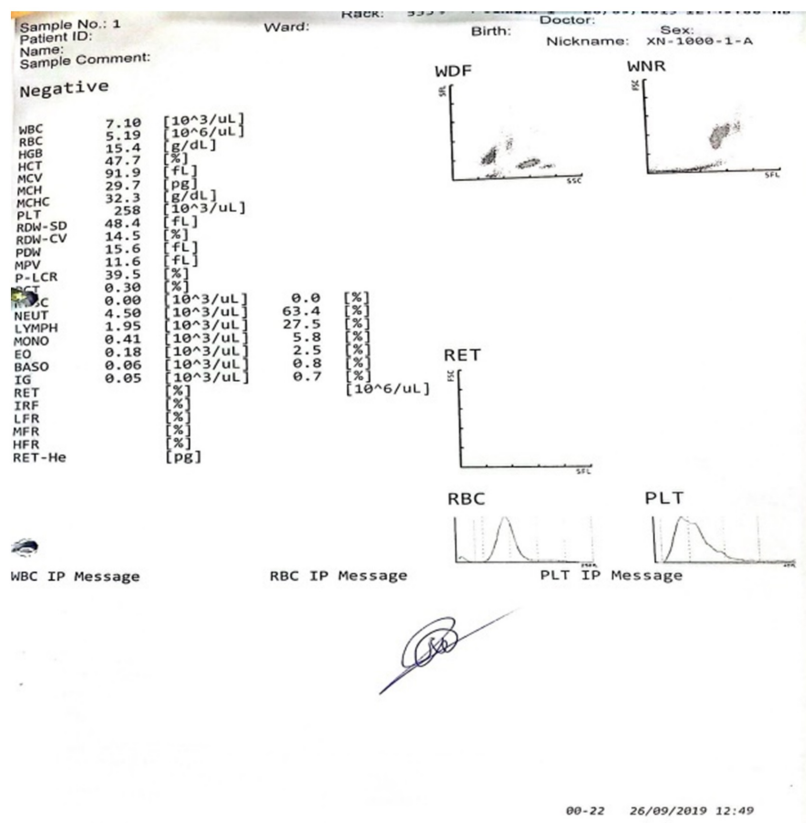 Sample No.: 1 Ward: Rack: Doctor:
Patient ID: Birth: Sex:
Name: Nickname: XN-1000-1-A
Sample Comment:
Negative
WDF WNR
SSC SFL
WBC 7.10 [10^3/uL]
RBC 5.19 [10^6/uL]
HGB 15.4 [g/dL]
HCT 47.7 [%]
MCV 91.9 [fL]
MCH 29.7 [pg]
MCHC 32.3 [g/dL]
PLT 258 [10^3/uL]
RDW-SD 48.4 [fL]
RDW-CV 14.5 [%]
PDW 15.6 [fL]
MPV 11.6 [fL]
P-LCR 39.5 [%]
0.30 [%]
0.00 [10^3/uL] 0.0 [%]
NEUT 4.50 [10^3/uL] 63.4 [%]
LYMPH 1.95 [10^3/uL] 27.5 [%]
MONO 0.41 [10^3/uL] 5.8 [%]
EO 0.18 [10^3/uL] 2.5 [%]
BASO 0.06 [10^3/uL] 0.8 [%]
IG 0.05 [10^3/uL] 0.7 [%]
RET [%] [10^6/uL]
IRF [%]
LFR [%]
MFR [%]
HFR [%]
RET-He [pg]
RET
SFL
RBC PLT
WBC IP Message RBC IP Message PLT IP Message
00-22 26/09/2019 12:49